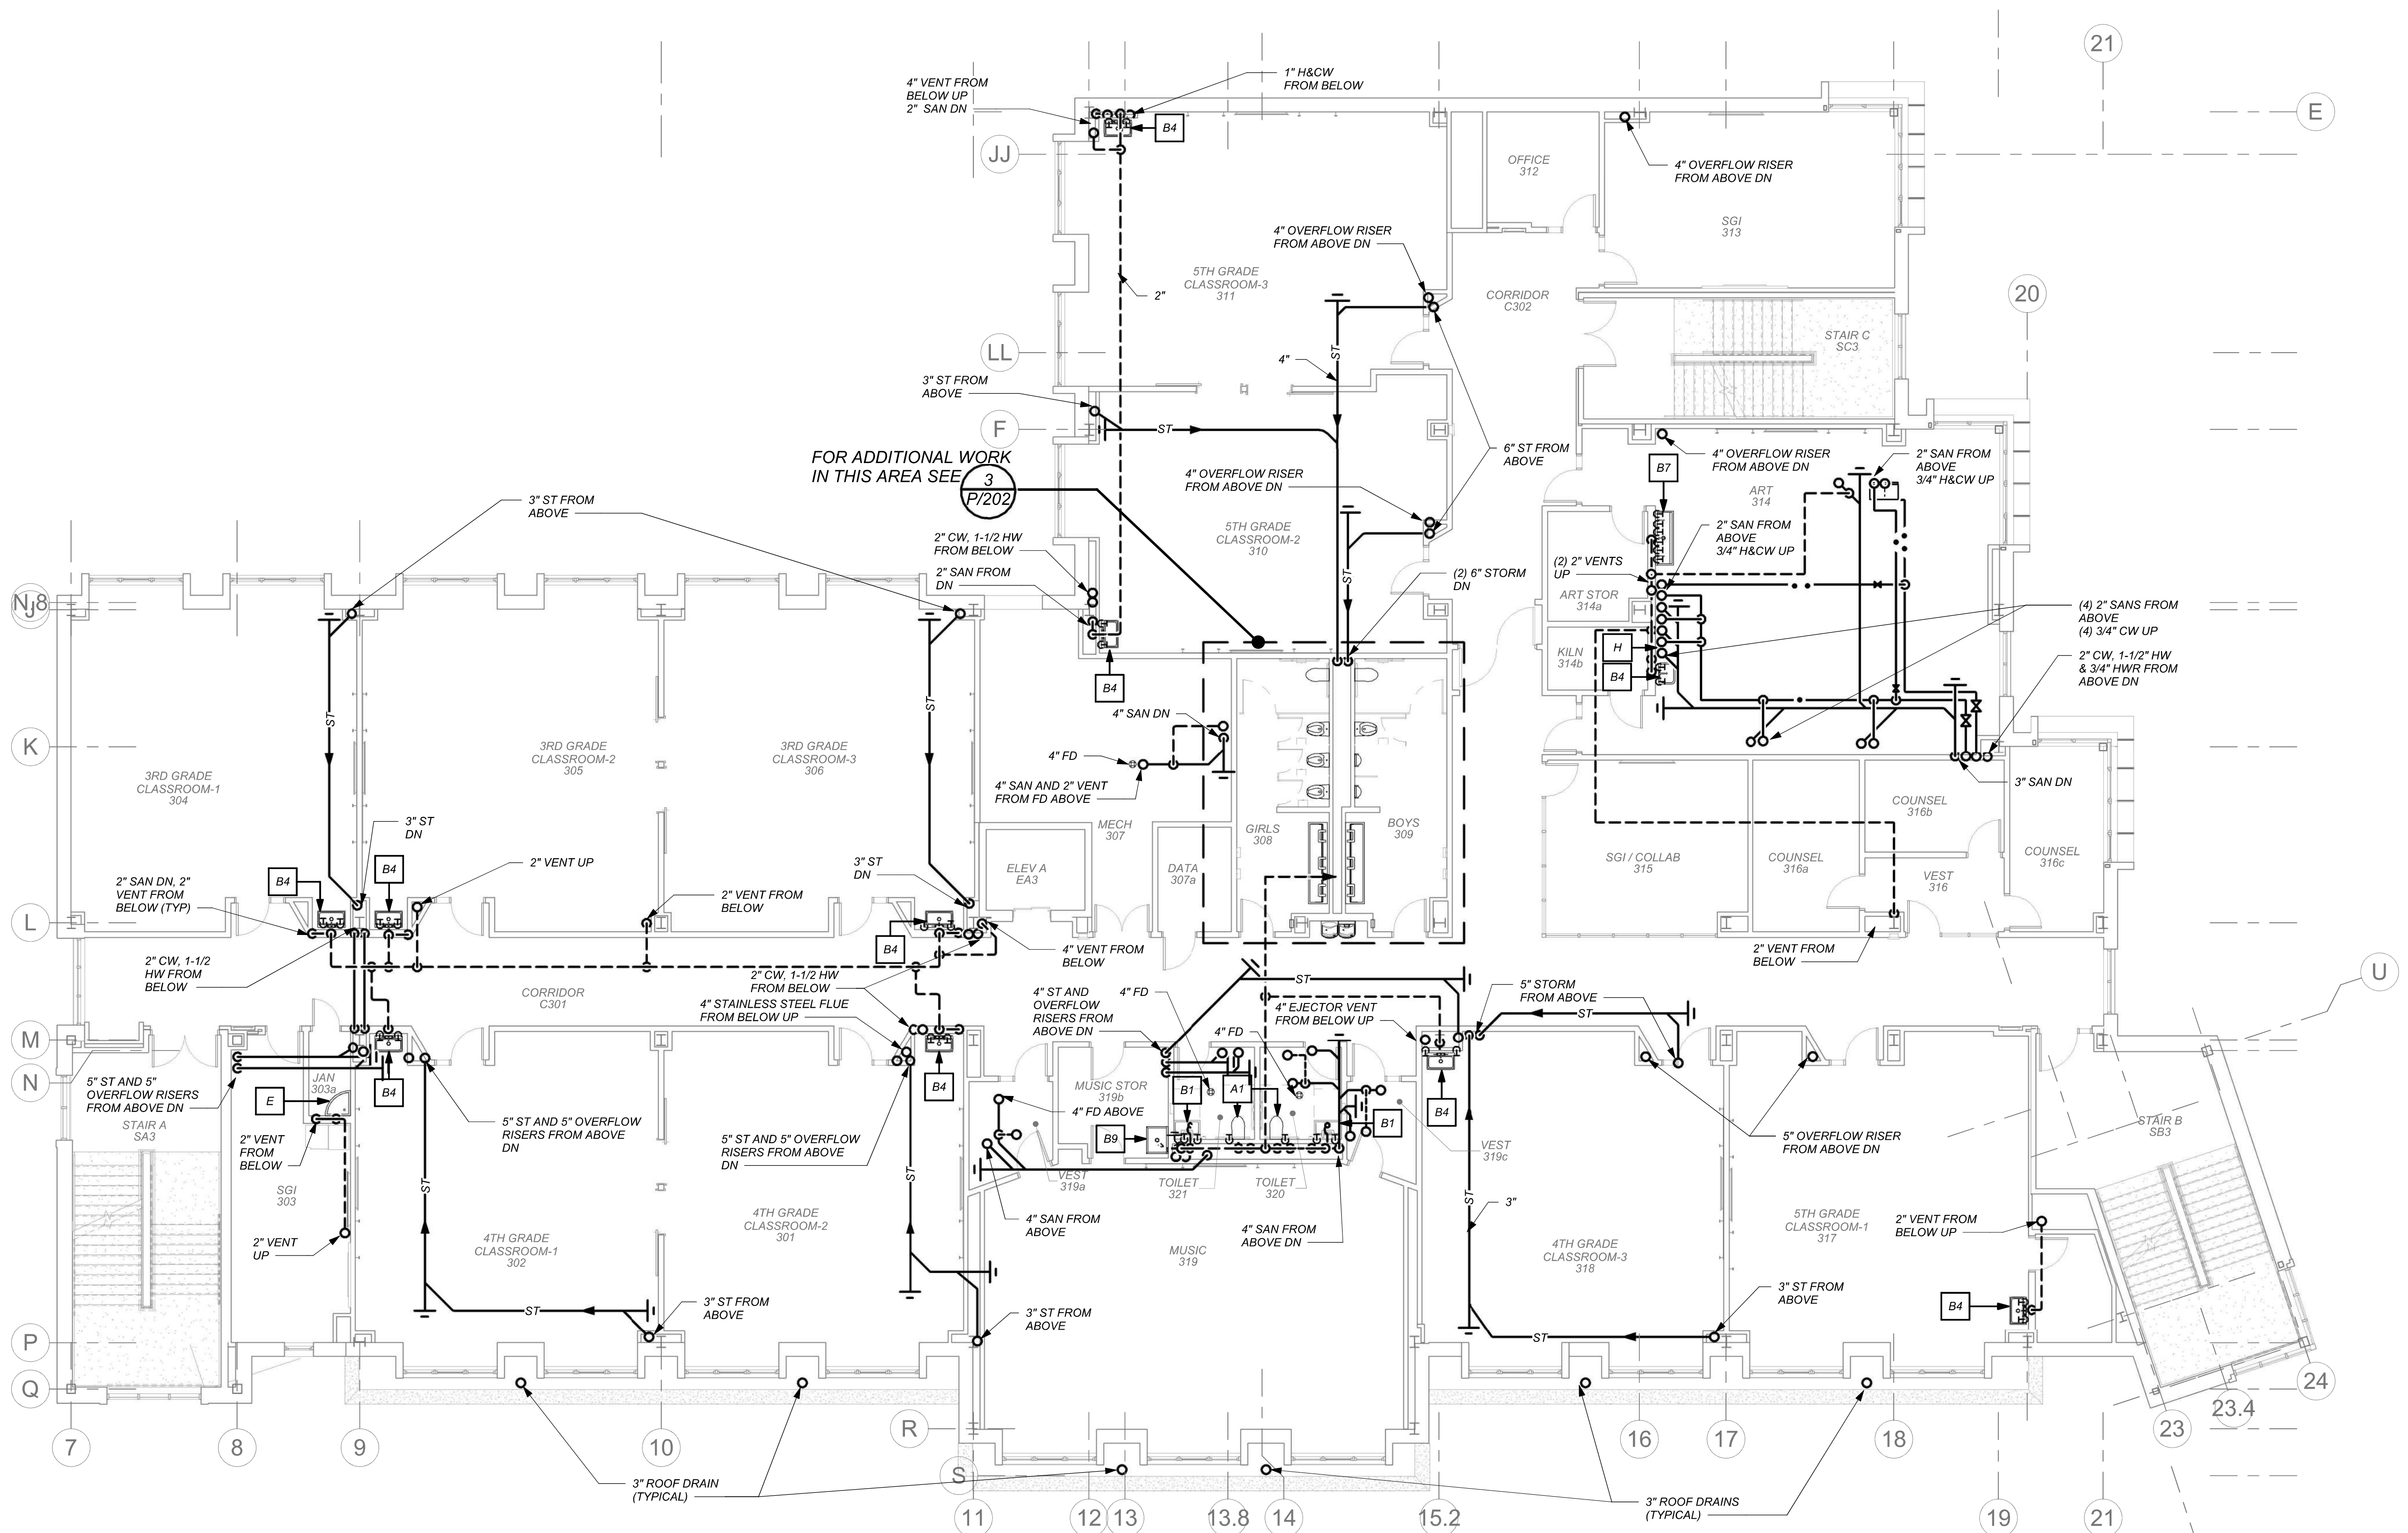 21
E
4" VENT FROM
BELOW UP
2" SAN DN
1" H&CW
FROM BELOW
B4
JJ
OFFICE
312
4" OVERFLOW RISER
FROM ABOVE DN
SGI
313
4" OVERFLOW RISER
FROM ABOVE DN
5TH GRADE
CLASSROOM-3
311
2"
CORRIDOR
C302
20
STAIR C
SC3
LL
ST
4"
3" ST FROM
ABOVE
F
ST
FOR ADDITIONAL WORK
IN THIS AREA SEE
3
P/202
6" ST FROM
ABOVE
4" OVERFLOW RISER
FROM ABOVE DN
B7
4" OVERFLOW RISER
FROM ABOVE DN
2" SAN FROM
ABOVE
3/4" H&CW UP
ART
314
3" ST FROM
ABOVE
5TH GRADE
CLASSROOM-2
310
2" SAN FROM
ABOVE
3/4" H&CW UP
2" CW, 1-1/2 HW
FROM BELOW
2" SAN FROM
DN
ST
(2) 6" STORM
DN
(2) 2" VENTS
UP
ART STOR
314a
N.8
J
(4) 2" SANS FROM
ABOVE
(4) 3/4" CW UP
KILN
314b
H
B4
2" CW, 1-1/2" HW
& 3/4" HWR FROM
ABOVE DN
B4
ST
ST
4" SAN DN
K
3RD GRADE
CLASSROOM-1
304
3RD GRADE
CLASSROOM-2
305
3RD GRADE
CLASSROOM-3
306
4" FD
4" SAN AND 2" VENT
FROM FD ABOVE
3" SAN DN
COUNSEL
316b
3" ST
DN
MECH
307
GIRLS
308
BOYS
309
2" VENT UP
3" ST
DN
ELEV A
EA3
DATA
307a
SGI / COLLAB
315
COUNSEL
316a
COUNSEL
316c
VEST
316
B4
B4
2" SAN DN, 2"
VENT FROM
BELOW (TYP)
2" VENT FROM
BELOW
L
B4
4" VENT FROM
BELOW
2" VENT FROM
BELOW
2" CW, 1-1/2
HW FROM
BELOW
2" CW, 1-1/2 HW
FROM BELOW
U
CORRIDOR
C301
4" STAINLESS STEEL FLUE
FROM BELOW UP
4" ST AND
OVERFLOW
RISERS FROM
ABOVE DN
4" FD
ST
4" EJECTOR VENT
FROM BELOW UP
5" STORM
FROM ABOVE
ST
4" FD
M
N
5" ST AND 5"
OVERFLOW RISERS
FROM ABOVE DN
JAN
303a
E
B4
B4
MUSIC STOR
319b
B1
A1
B1
B4
4" FD ABOVE
STAIR A
SA3
5" ST AND 5" OVERFLOW
RISERS FROM ABOVE
DN
5" ST AND 5" OVERFLOW
RISERS FROM ABOVE
DN
B9
VEST
319c
5" OVERFLOW RISER
FROM ABOVE DN
STAIR B
SB3
2" VENT
FROM
BELOW
SGI
303
ST
ST
VEST
319a
TOILET
321
TOILET
320
ST
3"
2" VENT
UP
4" SAN FROM
ABOVE
4" SAN FROM
ABOVE DN
4TH GRADE
CLASSROOM-1
302
4TH GRADE
CLASSROOM-2
301
MUSIC
319
4TH GRADE
CLASSROOM-3
318
5TH GRADE
CLASSROOM-1
317
2" VENT FROM
BELOW UP
ST
3" ST FROM
ABOVE
3" ST FROM
ABOVE
3" ST FROM
ABOVE
B4
ST
P
Q
24
23.4
23
7
8
9
10
R
16
17
18
S
3" ROOF DRAIN
(TYPICAL)
3" ROOF DRAINS
(TYPICAL)
11
12
13
13.8
14
15.2
19
21